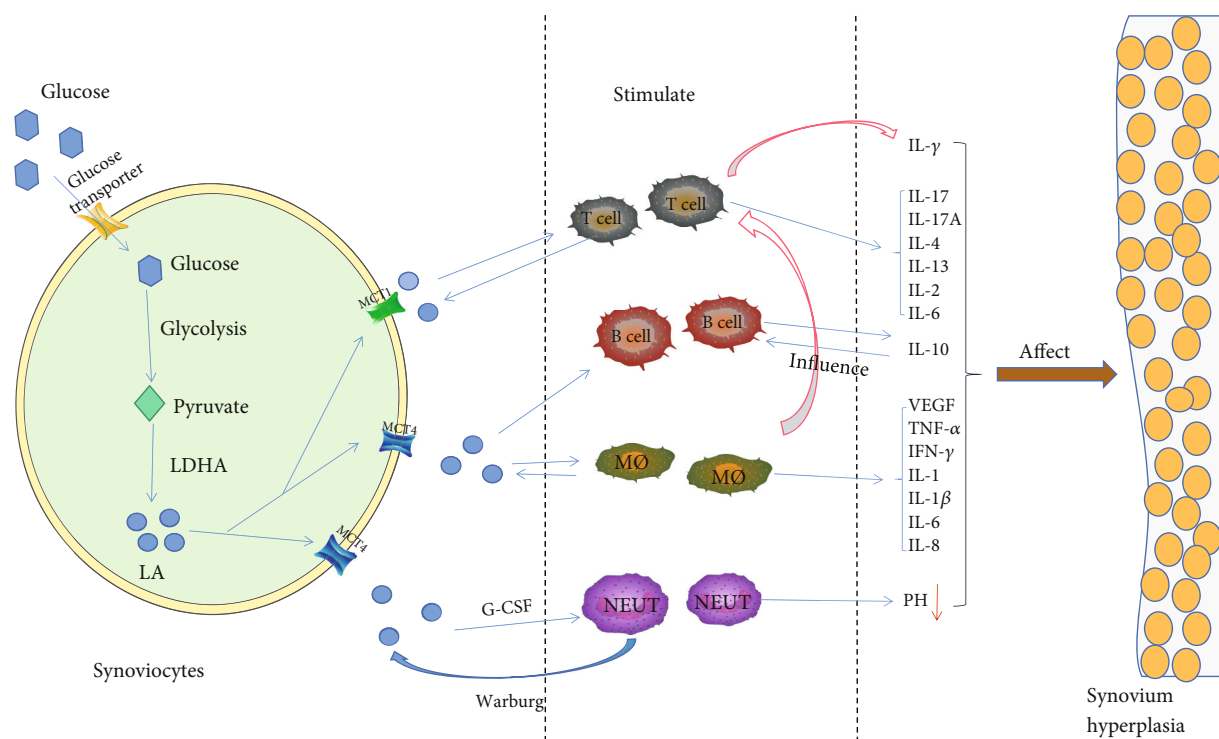 Glucose
Glucose
transporter
Glucose
Glycolysis
Pyruvate
LDHA
LA
MCT1
MCT4
MCT4
Synoviocytes
G-CSF
Warburg
Stimulate
T cell
T cell
B cell
B cell
Influence
MØ
MØ
NEUT
NEUT
IL-γ
IL-17
IL-17A
IL-4
IL-13
IL-2
IL-6
IL-10
VEGF
TNF-α
IFN-γ
IL-1
IL-1β
IL-6
IL-8
PH
Affect
Synovium
hyperplasia